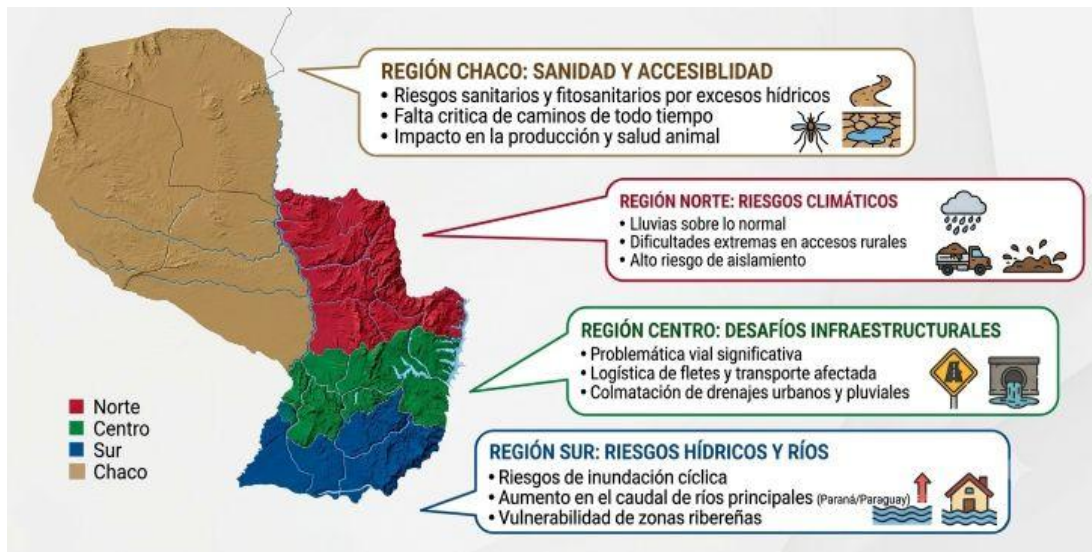 REGIÓN CHACO: SANIDAD Y ACCESIBLIDAD
• Riesgos sanitarios y fitosanitarios por excesos hídricos
• Falta critica de caminos de todo tiempo
• Impacto en la producción y salud animal
REGIÓN NORTE: RIESGOS CLIMÁTICOS
• Lluvias sobre lo normal
• Dificultades extremas en accesos rurales
• Alto riesgo de aislamiento
REGIÓN CENTRO: DESAFÍOS INFRAESTRUCTURALES
• Problemática vial significativa
• Logística de fletes y transporte afectada
• Colmatación de drenajes urbanos y pluviales
Norte
Centro
Sur
Chaco
REGIÓN SUR: RIESGOS HÍDRICOS Y RÍOS
• Riesgos de inundación cíclica
• Aumento en el caudal de ríos principales (Paraná/Paraguay)
• Vulnerabilidad de zonas ribereñas